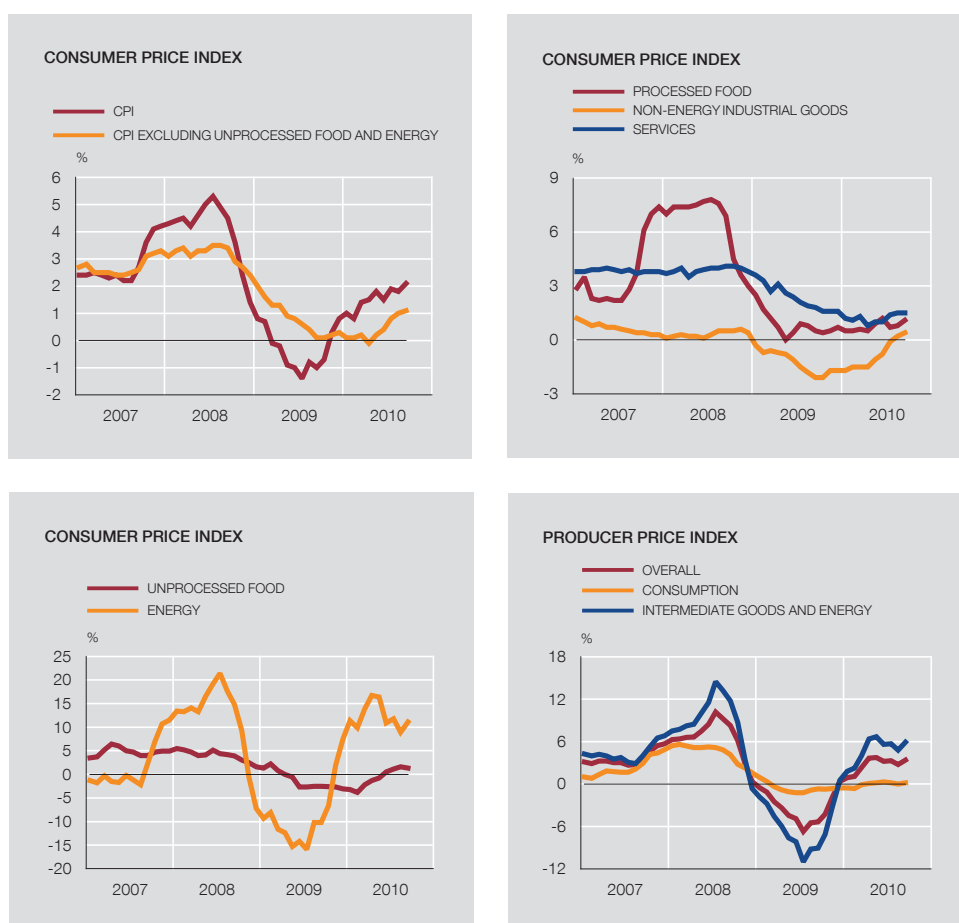 CONSUMER PRICE INDEX
CPI
CPI EXCLUDING UNPROCESSED FOOD AND ENERGY
%
6
5
4
3
2
1
0
-1
-2
2007 2008 2009 2010
CONSUMER PRICE INDEX
PROCESSED FOOD
NON-ENERGY INDUSTRIAL GOODS
SERVICES
%
9
6
3
0
-3
2007 2008 2009 2010
CONSUMER PRICE INDEX
UNPROCESSED FOOD
ENERGY
%
25
20
15
10
5
0
-5
-10
-15
-20
2007 2008 2009 2010
PRODUCER PRICE INDEX
OVERALL
CONSUMPTION
INTERMEDIATE GOODS AND ENERGY
%
18
12
6
0
-6
-12
2007 2008 2009 2010